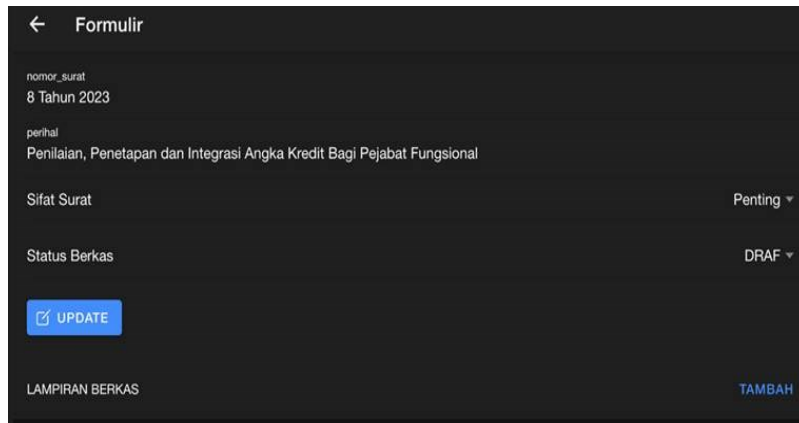 Formulir
nomor_surat
8 Tahun 2023
perihal
Penilaian, Penetapan dan Integrasi Angka Kredit Bagi Pejabat Fungsional
Sifat Surat Penting
Status Berkas DRAF
UPDATE
LAMPIRAN BERKAS TAMBAH